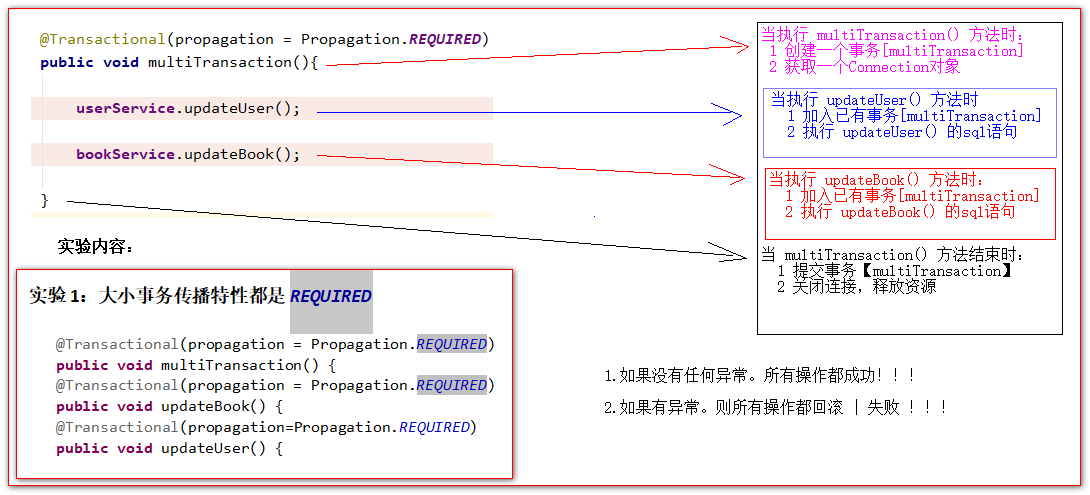 @Transactional(propagation = Propagation.REQUIRED)
public void multiTransaction(){
userService.updateUser();
bookService.updateBook();
}
当执行 multiTransaction() 方法时:
1 创建一个事务[multiTransaction]
2 获取一个Connection对象
当执行 updateUser() 方法时
1 加入已有事务[multiTransaction]
2 执行 updateUser() 的sql语句
当执行 updateBook() 方法时:
1 加入已有事务[multiTransaction]
2 执行 updateBook() 的sql语句
当 multiTransaction() 方法结束时:
1 提交事务【multiTransaction】
2 关闭连接，释放资源
实验内容：
实验 1：大小事务传播特性都是 REQUIRED
@Transactional(propagation = Propagation.REQUIRED)
public void multiTransaction() {
@Transactional(propagation = Propagation.REQUIRED)
public void updateBook() {
@Transactional(propagation=Propagation.REQUIRED)
public void updateUser() {
1.如果没有任何异常。所有操作都成功！！！
2.如果有异常。则所有操作都回滚 | 失败 ！！！